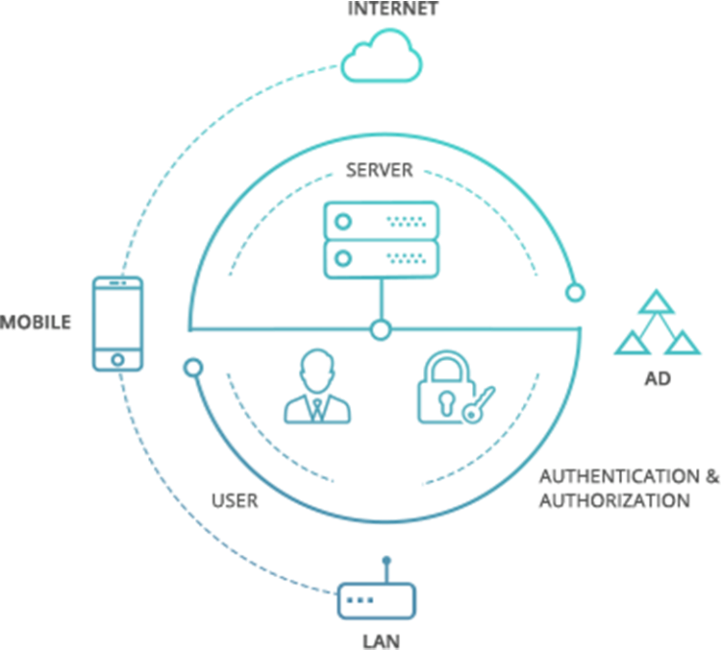 INTERNET
SERVER
MOBILE
AD
AUTHENTICATION &
AUTHORIZATION
USER
LAN